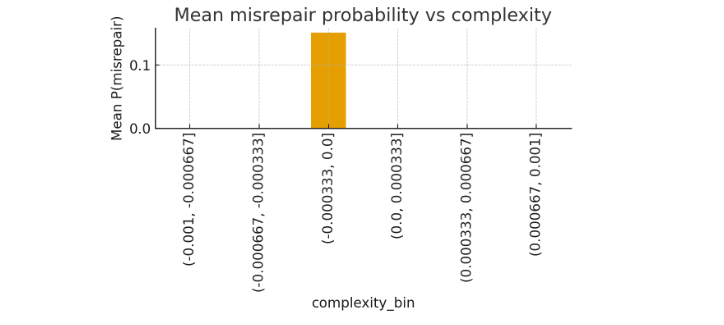 Mean misrepair probability vs complexity
Mean P(misrepair)
0.1
0.0
(-0.001, -0.000667]
(-0.000667, -0.000333]
(-0.000333, 0.0]
(0.0, 0.000333]
(0.000333, 0.000667]
(0.000667, 0.001]
complexity_bin